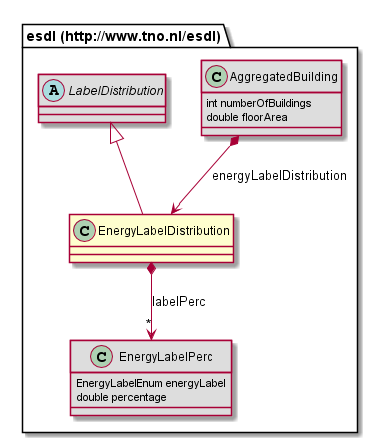 esdl (http://www.tno.nl/esdl)
A LabelDistribution
C AggregatedBuilding
int numberOfBuildings
double floorArea
energyLabelDistribution
C EnergyLabelDistribution
labelPerc
*
C EnergyLabelPerc
EnergyLabelEnum energyLabel
double percentage